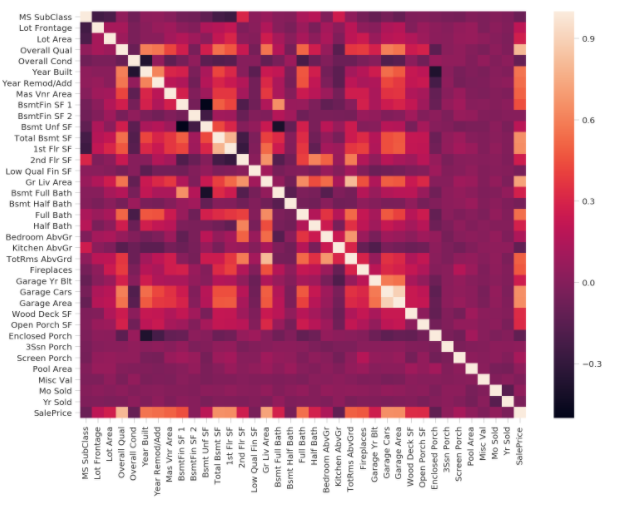 MS SubClass
Lot Frontage
Lot Area
Overall Qual
Overall Cond
Year Built
Year Remod/Add
Mas Vnr Area
BsmtFin SF 1
BsmtFin SF 2
Bsmt Unf SF
Total Bsmt SF
1st Flr SF
2nd Flr SF
Low Qual Fin SF
Gr Liv Area
Bsmt Full Bath
Bsmt Half Bath
Full Bath
Half Bath
Bedroom AbvGr
Kitchen AbvGr
TotRms AbvGrd
Fireplaces
Garage Yr Blt
Garage Cars
Garage Area
Wood Deck SF
Open Porch SF
Enclosed Porch
3Ssn Porch
Screen Porch
Pool Area
Misc Val
Mo Sold
Yr Sold
SalePrice
MS SubClass
Lot Frontage
Lot Area
Overall Qual
Overall Cond
Year Built
Year Remod/Add
Mas Vnr Area
BsmtFin SF 1
BsmtFin SF 2
Bsmt Unf SF
Total Bsmt SF
1st Flr SF
2nd Flr SF
Low Qual Fin SF
Gr Liv Area
Bsmt Full Bath
Bsmt Half Bath
Full Bath
Half Bath
Bedroom AbvGr
Kitchen AbvGr
TotRms AbvGrd
Fireplaces
Garage Yr Blt
Garage Cars
Garage Area
Wood Deck SF
Open Porch SF
Enclosed Porch
3Ssn Porch
Screen Porch
Pool Area
Misc Val
Mo Sold
Yr Sold
SalePrice
0.9
0.6
0.3
0.0
−0.3